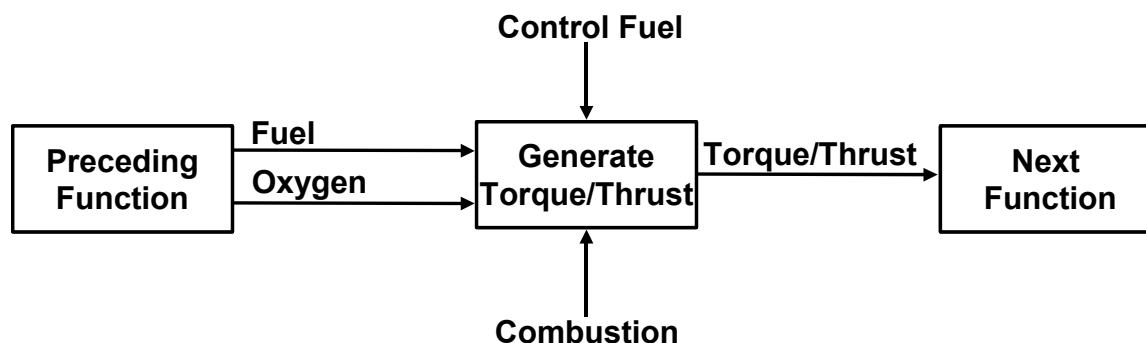 Control Fuel
Fuel
Oxygen
Preceding
Function
Generate
Torque/Thrust
Torque/Thrust
Next
Function
Combustion